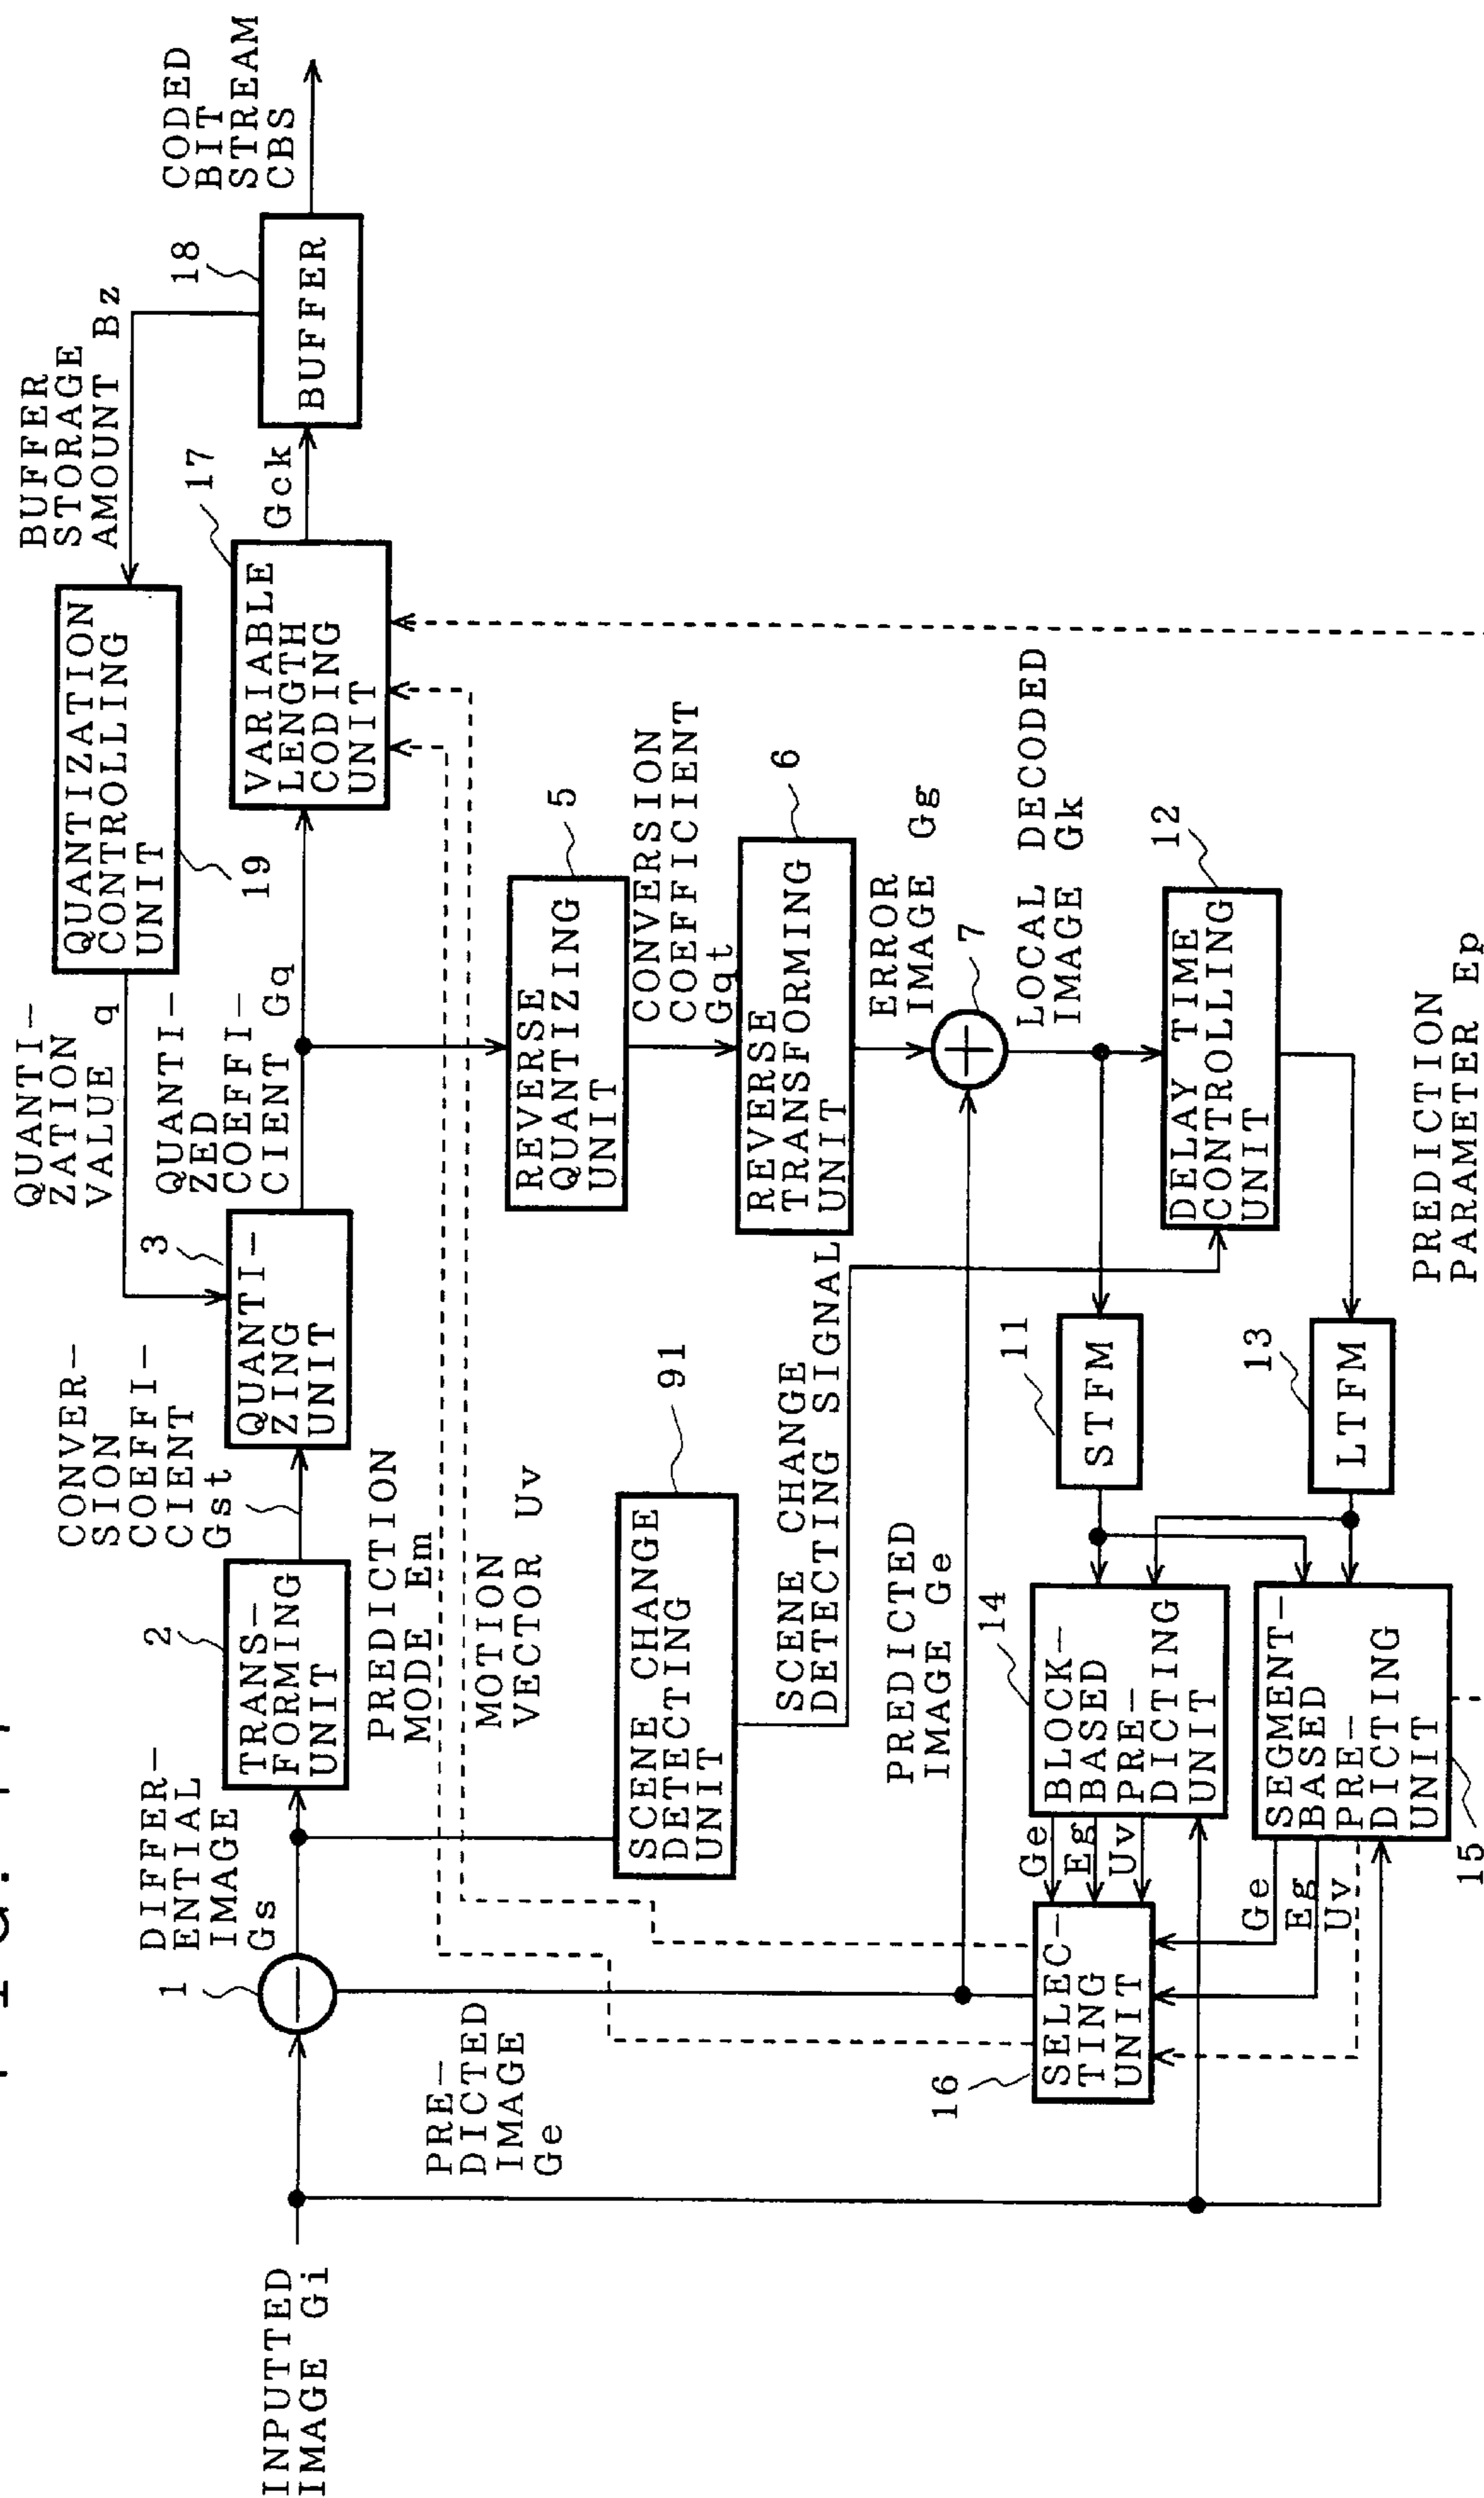 INPUTTED
IMAGE Gi
1
DIFFER-
ENTIAL
IMAGE
Gs
2
TRANS-
FORMING
UNIT
CONVER-
SION
COEFFI-
CIENT
Gst
3
QUANTI-
ZING
UNIT
QUANTI-
ZATION
VALUE q
QUANTI-
ZED
COEFFI-
CIENT Gq
19
QUANTIZATION
CONTROLLING
UNIT
BUFFER
STORAGE
AMOUNT Bz
17
VARIABLE
LENGTH
CODING
UNIT
Gck
18
BUFFER
CODED
BIT
STREAM
CBS
PRE-
DICTED
IMAGE
Ge
PREDICTION
MODE Em
MOTION
VECTOR Uv
91
SCENE CHANGE
DETECTING
UNIT
SCENE CHANGE
DETECTING SIGNAL
5
REVERSE
QUANTIZING
UNIT
CONVERSION
COEFFICIENT
Gqt
6
REVERSE
TRANSFORMING
UNIT
ERROR
IMAGE Gg
7
LOCAL DECODED
IMAGE Gk
PREDICTED
IMAGE Ge
12
DELAY TIME
CONTROLLING
UNIT
11
STFM
13
LTFM
14
BLOCK-
BASED
PRE-
DICTING
UNIT
Ge
Eg
Uv
16
SELEC-
TING
UNIT
Ge
Eg
Uv
SEGMENT-
BASED
PRE-
DICTING
UNIT
15
PREDICTION
PARAMETER Ep